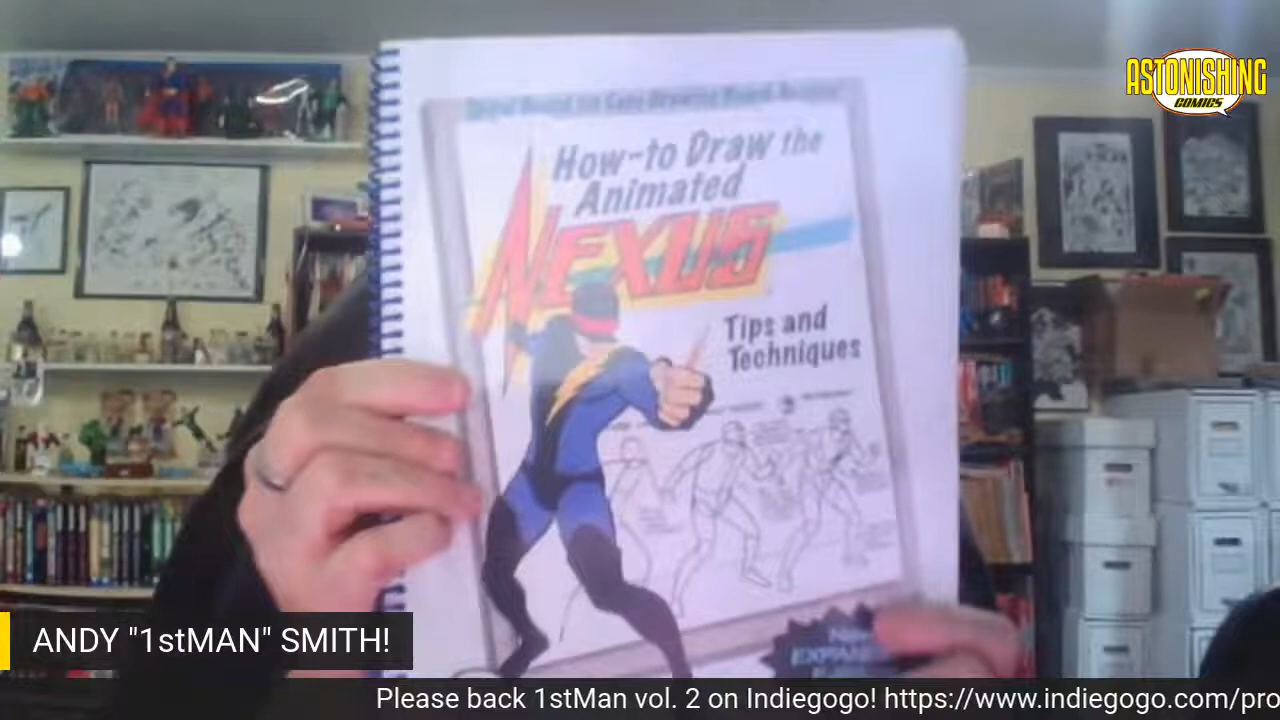 ASTONISHING
COMICS
How-to Draw the
Animated
NEXUS
Tips and
Techniques
ANDY "1stMAN" SMITH!
Please back 1stMan vol. 2 on Indiegogo! https://www.indiegogo.com/pro